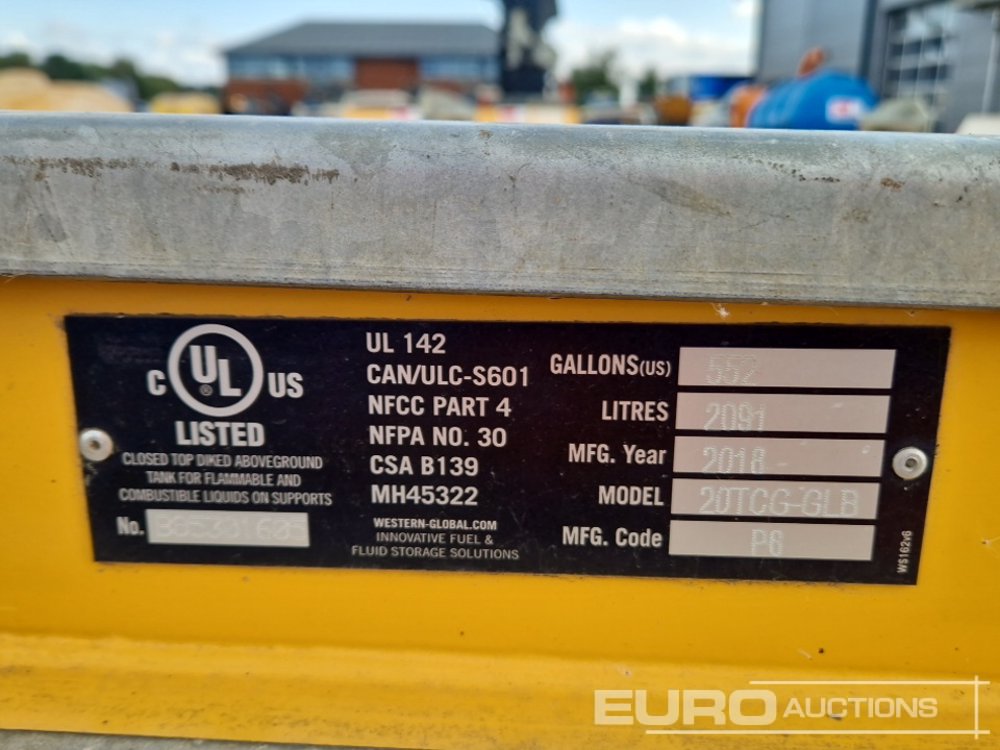 C UL ® US
LISTED
CLOSED TOP DIKED ABOVEGROUND
TANK FOR FLAMMABLE AND
COMBUSTIBLE LIQUIDS ON SUPPORTS
No.
UL 142
CAN/ULC-S601
NFCC PART 4
NFPA NO. 30
CSA B139
MH45322
WESTERN-GLOBAL.COM
INNOVATIVE FUEL &
FLUID STORAGE SOLUTIONS
GALLONS(US) 552
LITRES 2091
MFG. Year 2018
MODEL 20TCG-GLB
MFG. Code P8
WS162r6
EURO AUCTIONS